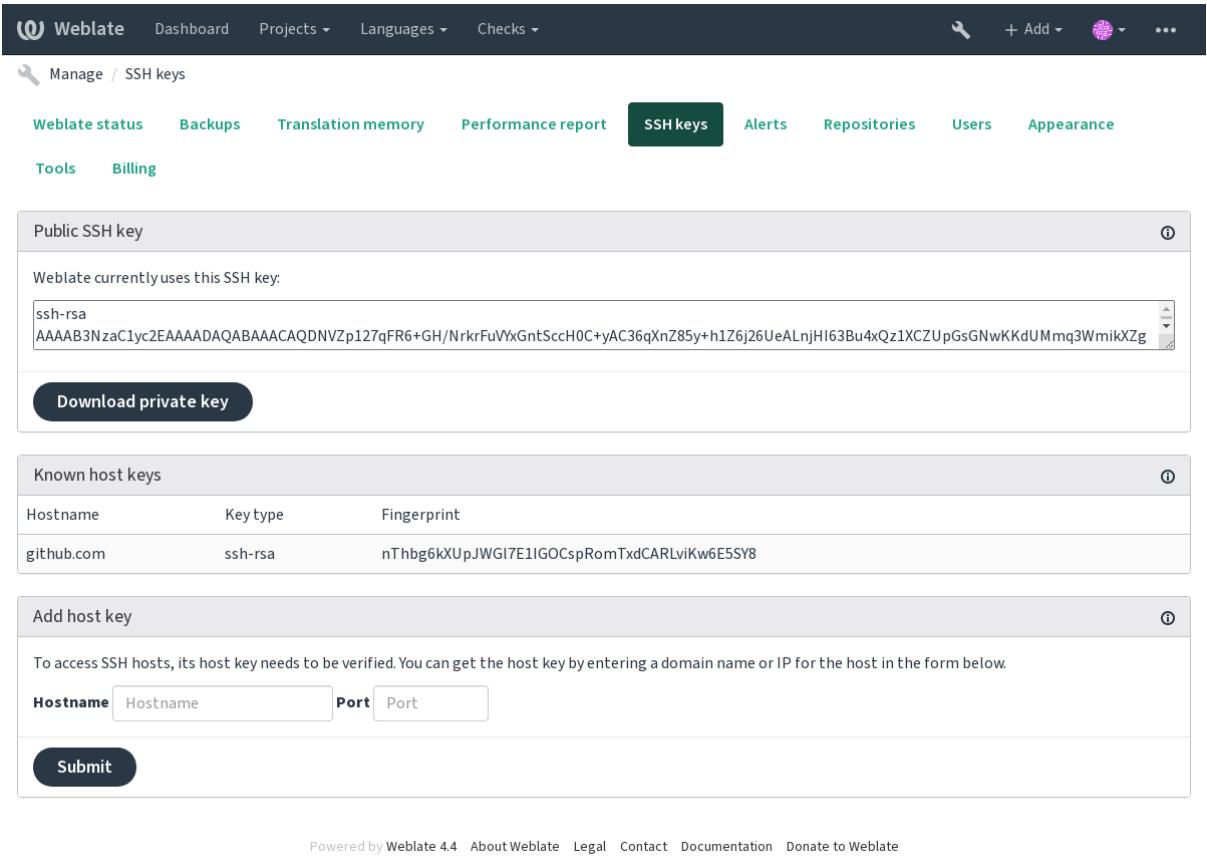 Weblate Dashboard Projects Languages Checks + Add
Manage / SSH keys
Weblate status Backups Translation memory Performance report SSH keys Alerts Repositories Users Appearance
Tools Billing
Public SSH key
Weblate currently uses this SSH key:
ssh-rsa
AAAAB3NzaC1yc2EAAAADAQABAAACAQDNVZp127qFR6+GH/NrkrFuVYxGntSccH0C+yAC36qXnZ85y+h1Z6j26UeALnjHI63Bu4xQz1XCZUpGsGNwKKdUMmq3WmikXZg
Download private key
Known host keys
Hostname Key type Fingerprint
github.com ssh-rsa nThbg6kXUpJWGl7E1IGOCspRomTxdCARLviKw6E5SY8
Add host key
To access SSH hosts, its host key needs to be verified. You can get the host key by entering a domain name or IP for the host in the form below.
Hostname Hostname Port Port
Submit
Powered by Weblate 4.4 About Weblate Legal Contact Documentation Donate to Weblate